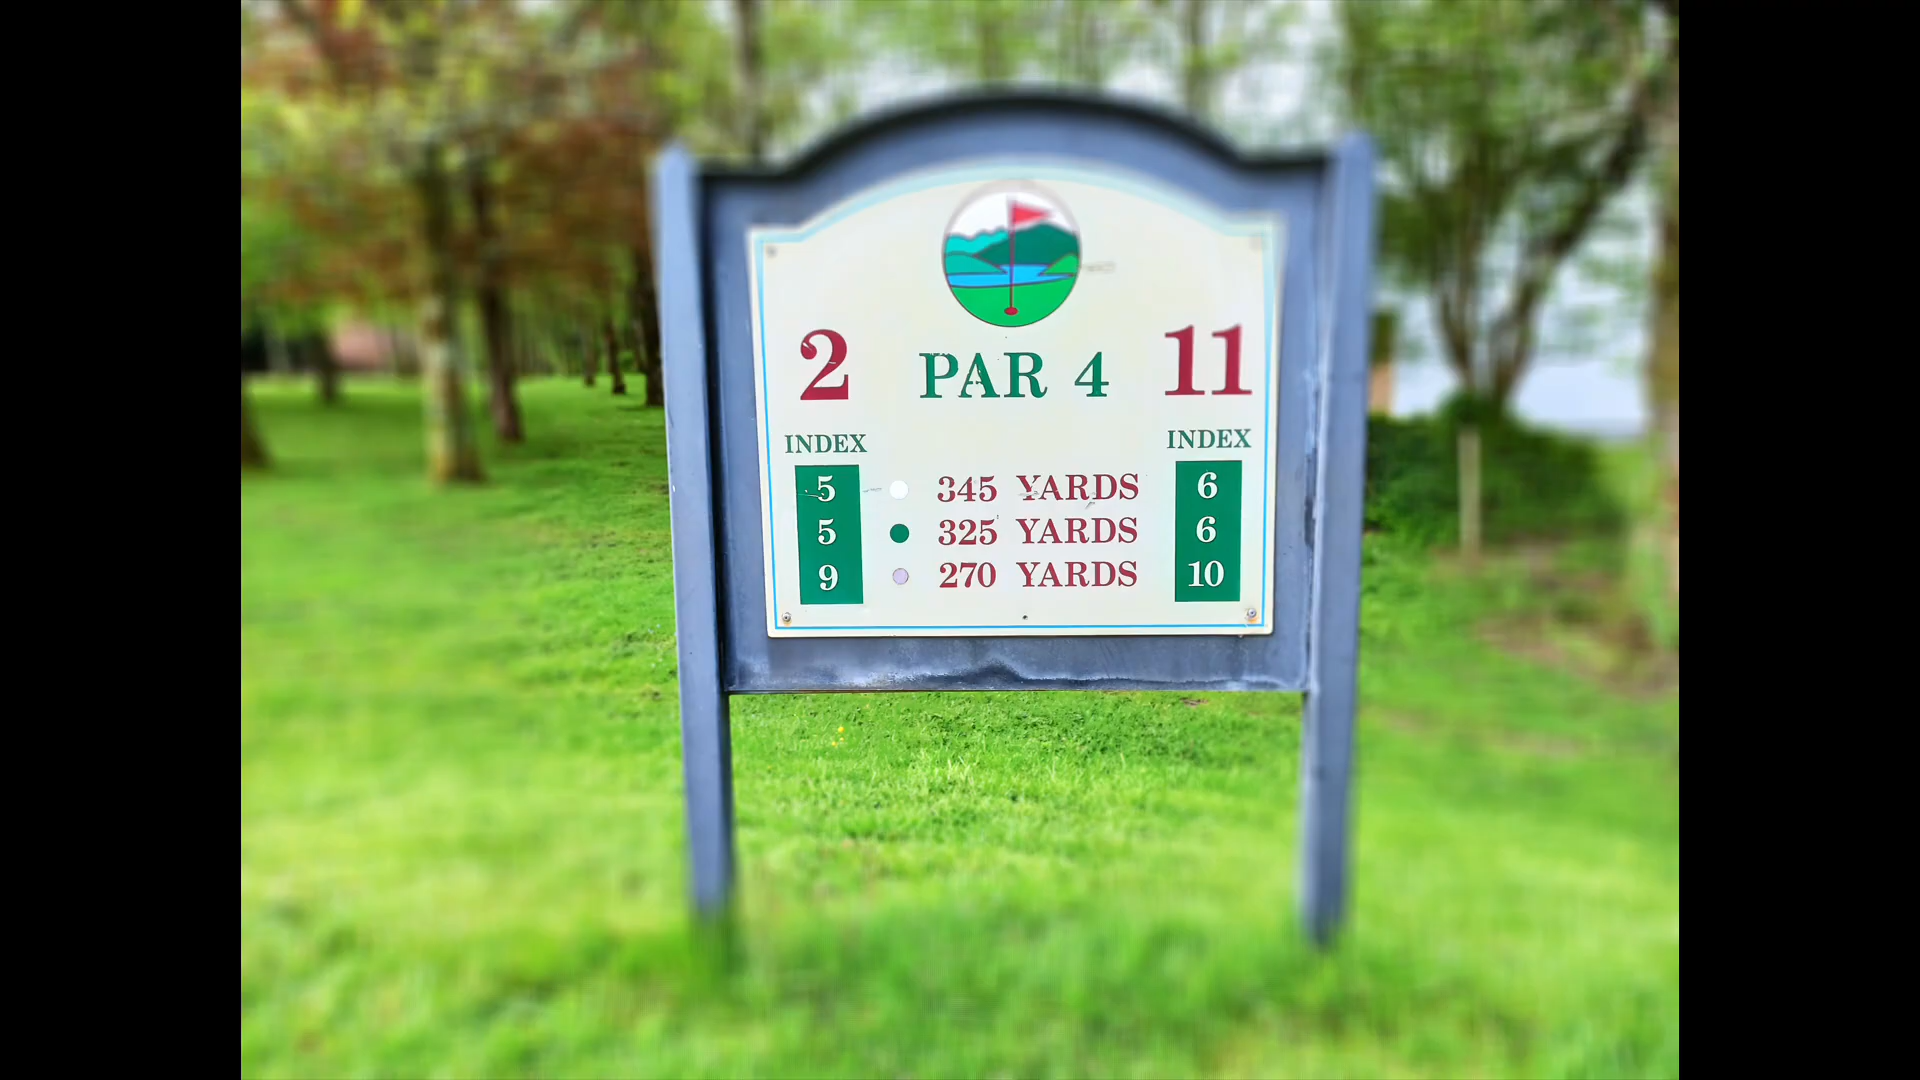 2 PAR 4 11
INDEX INDEX
5 345 YARDS 6
5 325 YARDS 6
9 270 YARDS 10